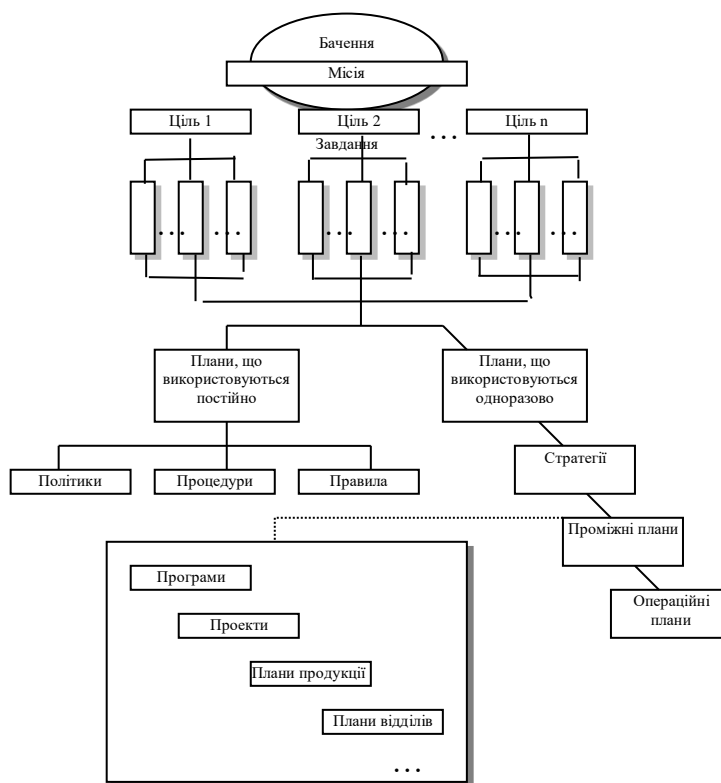 Бачення
Місія
Ціль 1
Ціль 2
...
Ціль n
Завдання
... ... ... ... ... ...
Плани, що
використовуються
постійно
Плани, що
використовуються
одноразово
Стратегії
Політики
Процедури
Правила
Проміжні плани
Програми
Операційні
плани
Проекти
Плани продукції
Плани відділів
...